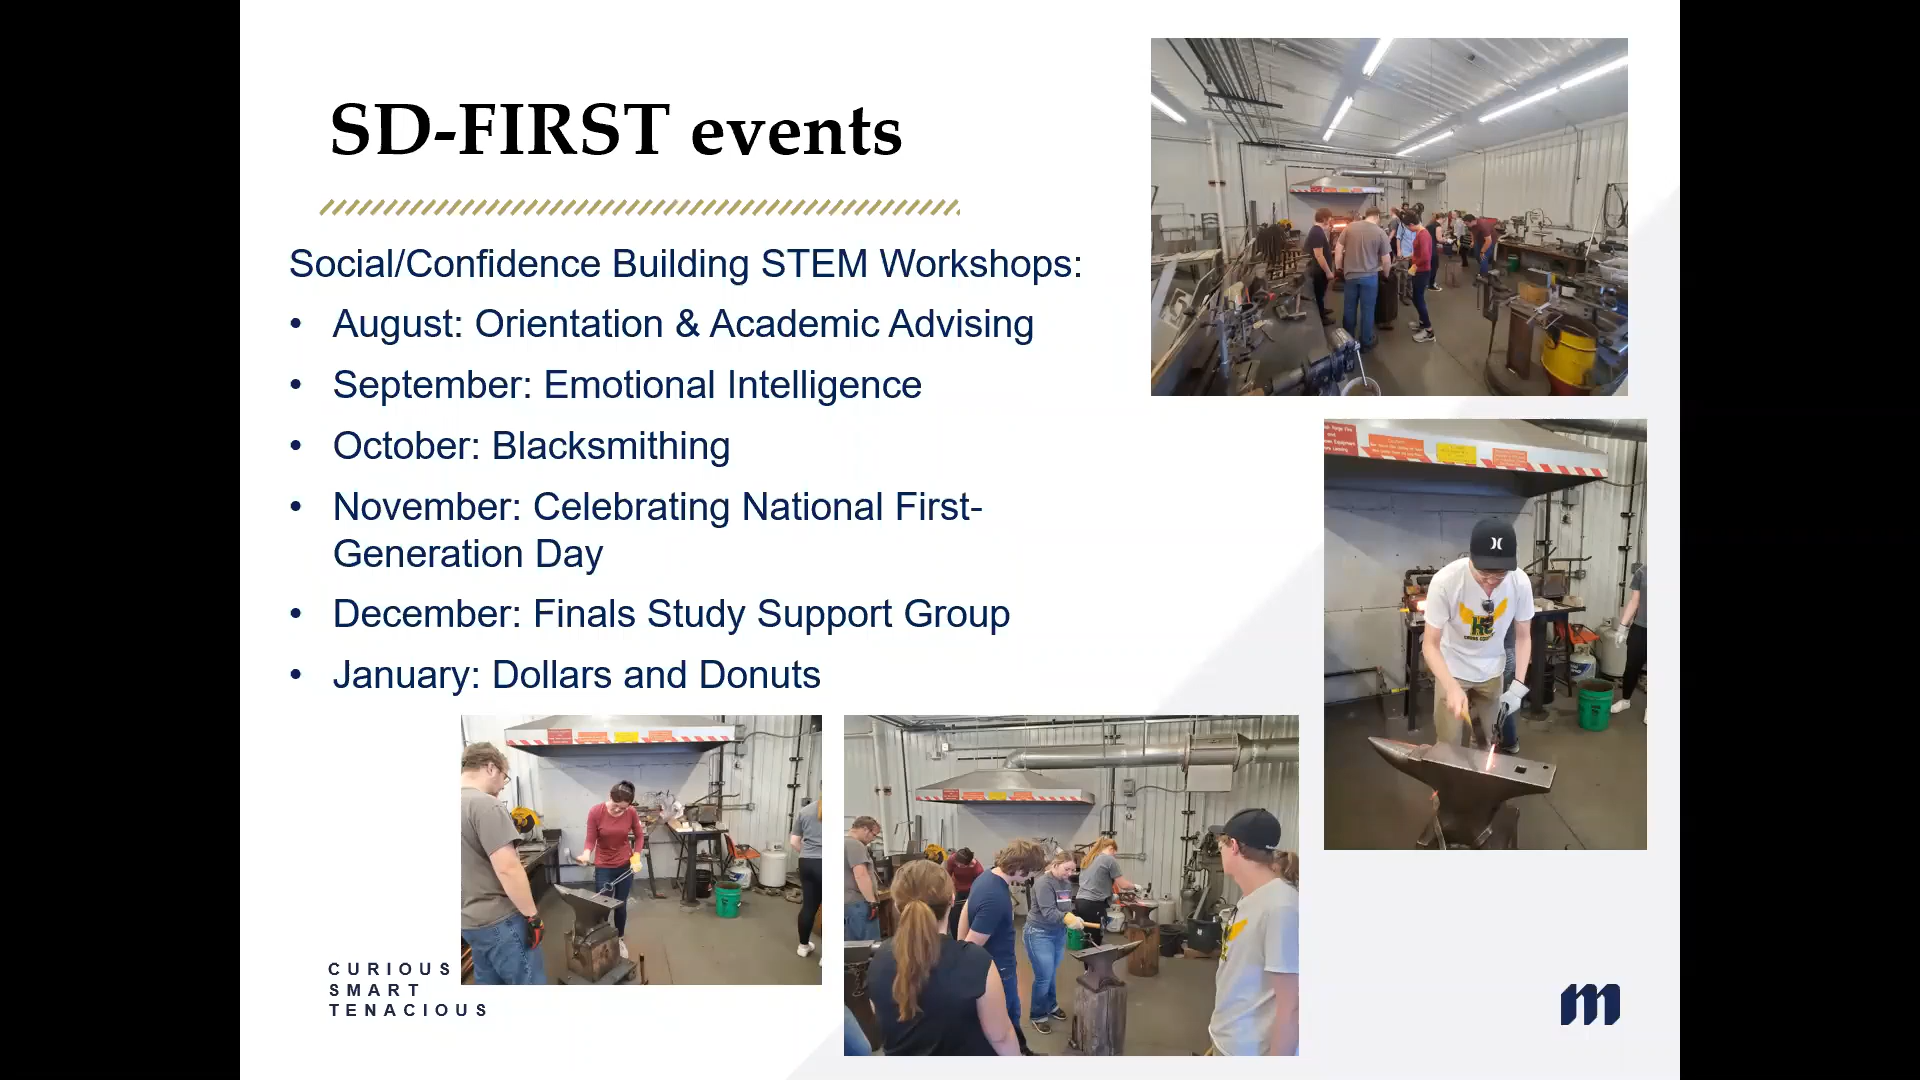 SD-FIRST events
Social/Confidence Building STEM Workshops:
• August: Orientation & Academic Advising
• September: Emotional Intelligence
• October: Blacksmithing
• November: Celebrating National First-
Generation Day
• December: Finals Study Support Group
• January: Dollars and Donuts
CURIOUS
SMART
TENACIOUS
m